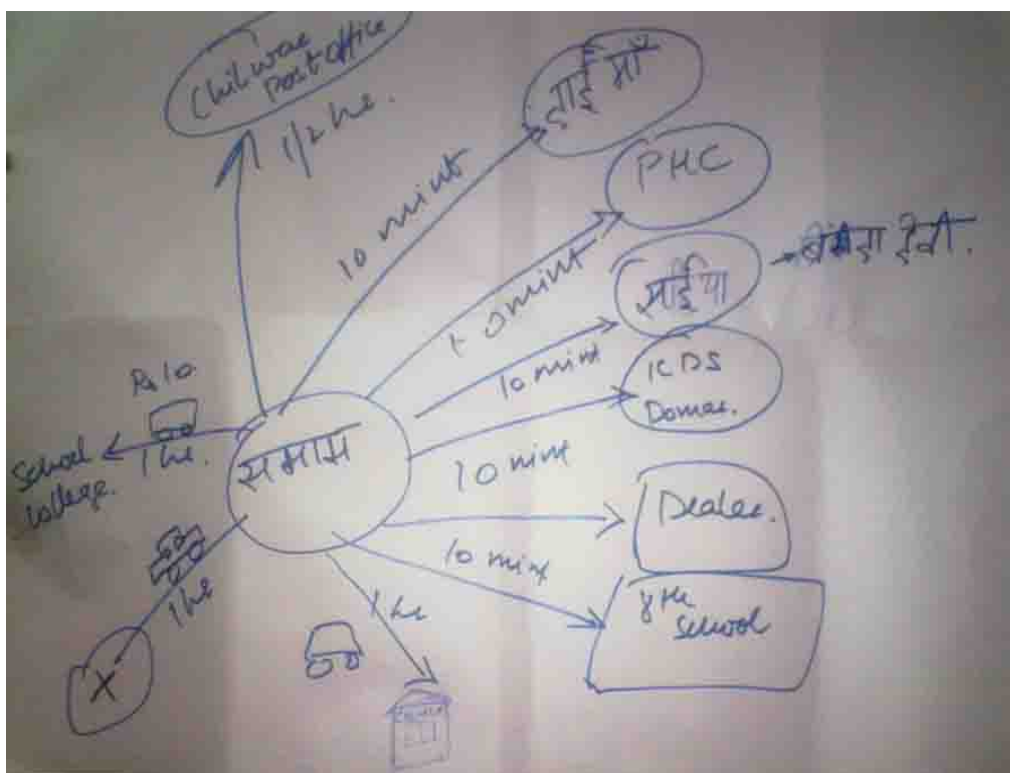 Chilwar
Post office
1/2 hr.
दाई माँ
10 mint
PHC
10 mint
10 mint
ICDS
10 mint
Dealer.
10 mint
8th
School
समाज
Rs 10.
1 hr.
School
College.
1 hr
X
1 hr